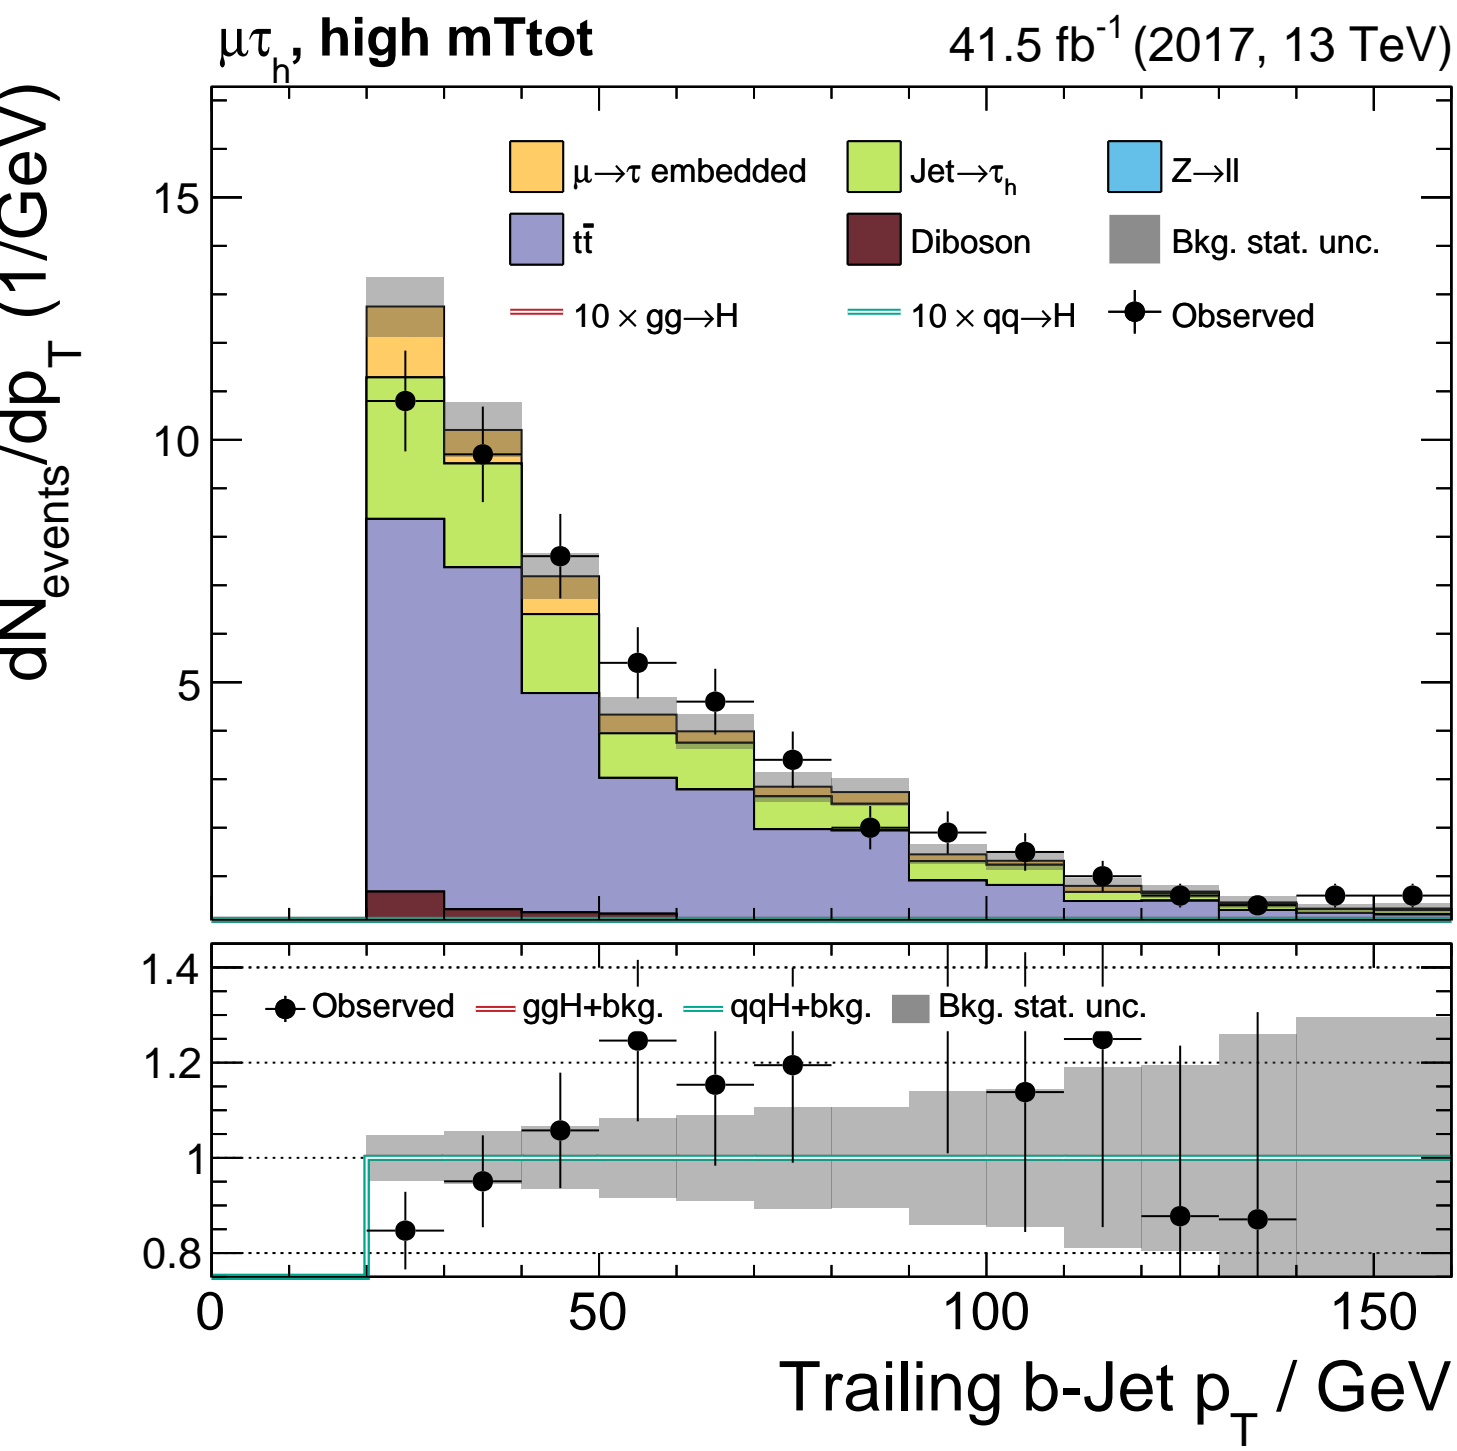 μτh, high mTtot
41.5 fb-1 (2017, 13 TeV)
dNevents/dpT (1/GeV)
μ→τ embedded
Jet→τh
Z→ll
tt̄
Diboson
Bkg. stat. unc.
10 × gg→H
10 × qq→H
Observed
15
10
5
1.4
1.2
1
0.8
Observed
ggH+bkg.
qqH+bkg.
Bkg. stat. unc.
0
50
100
150
Trailing b-Jet pT / GeV